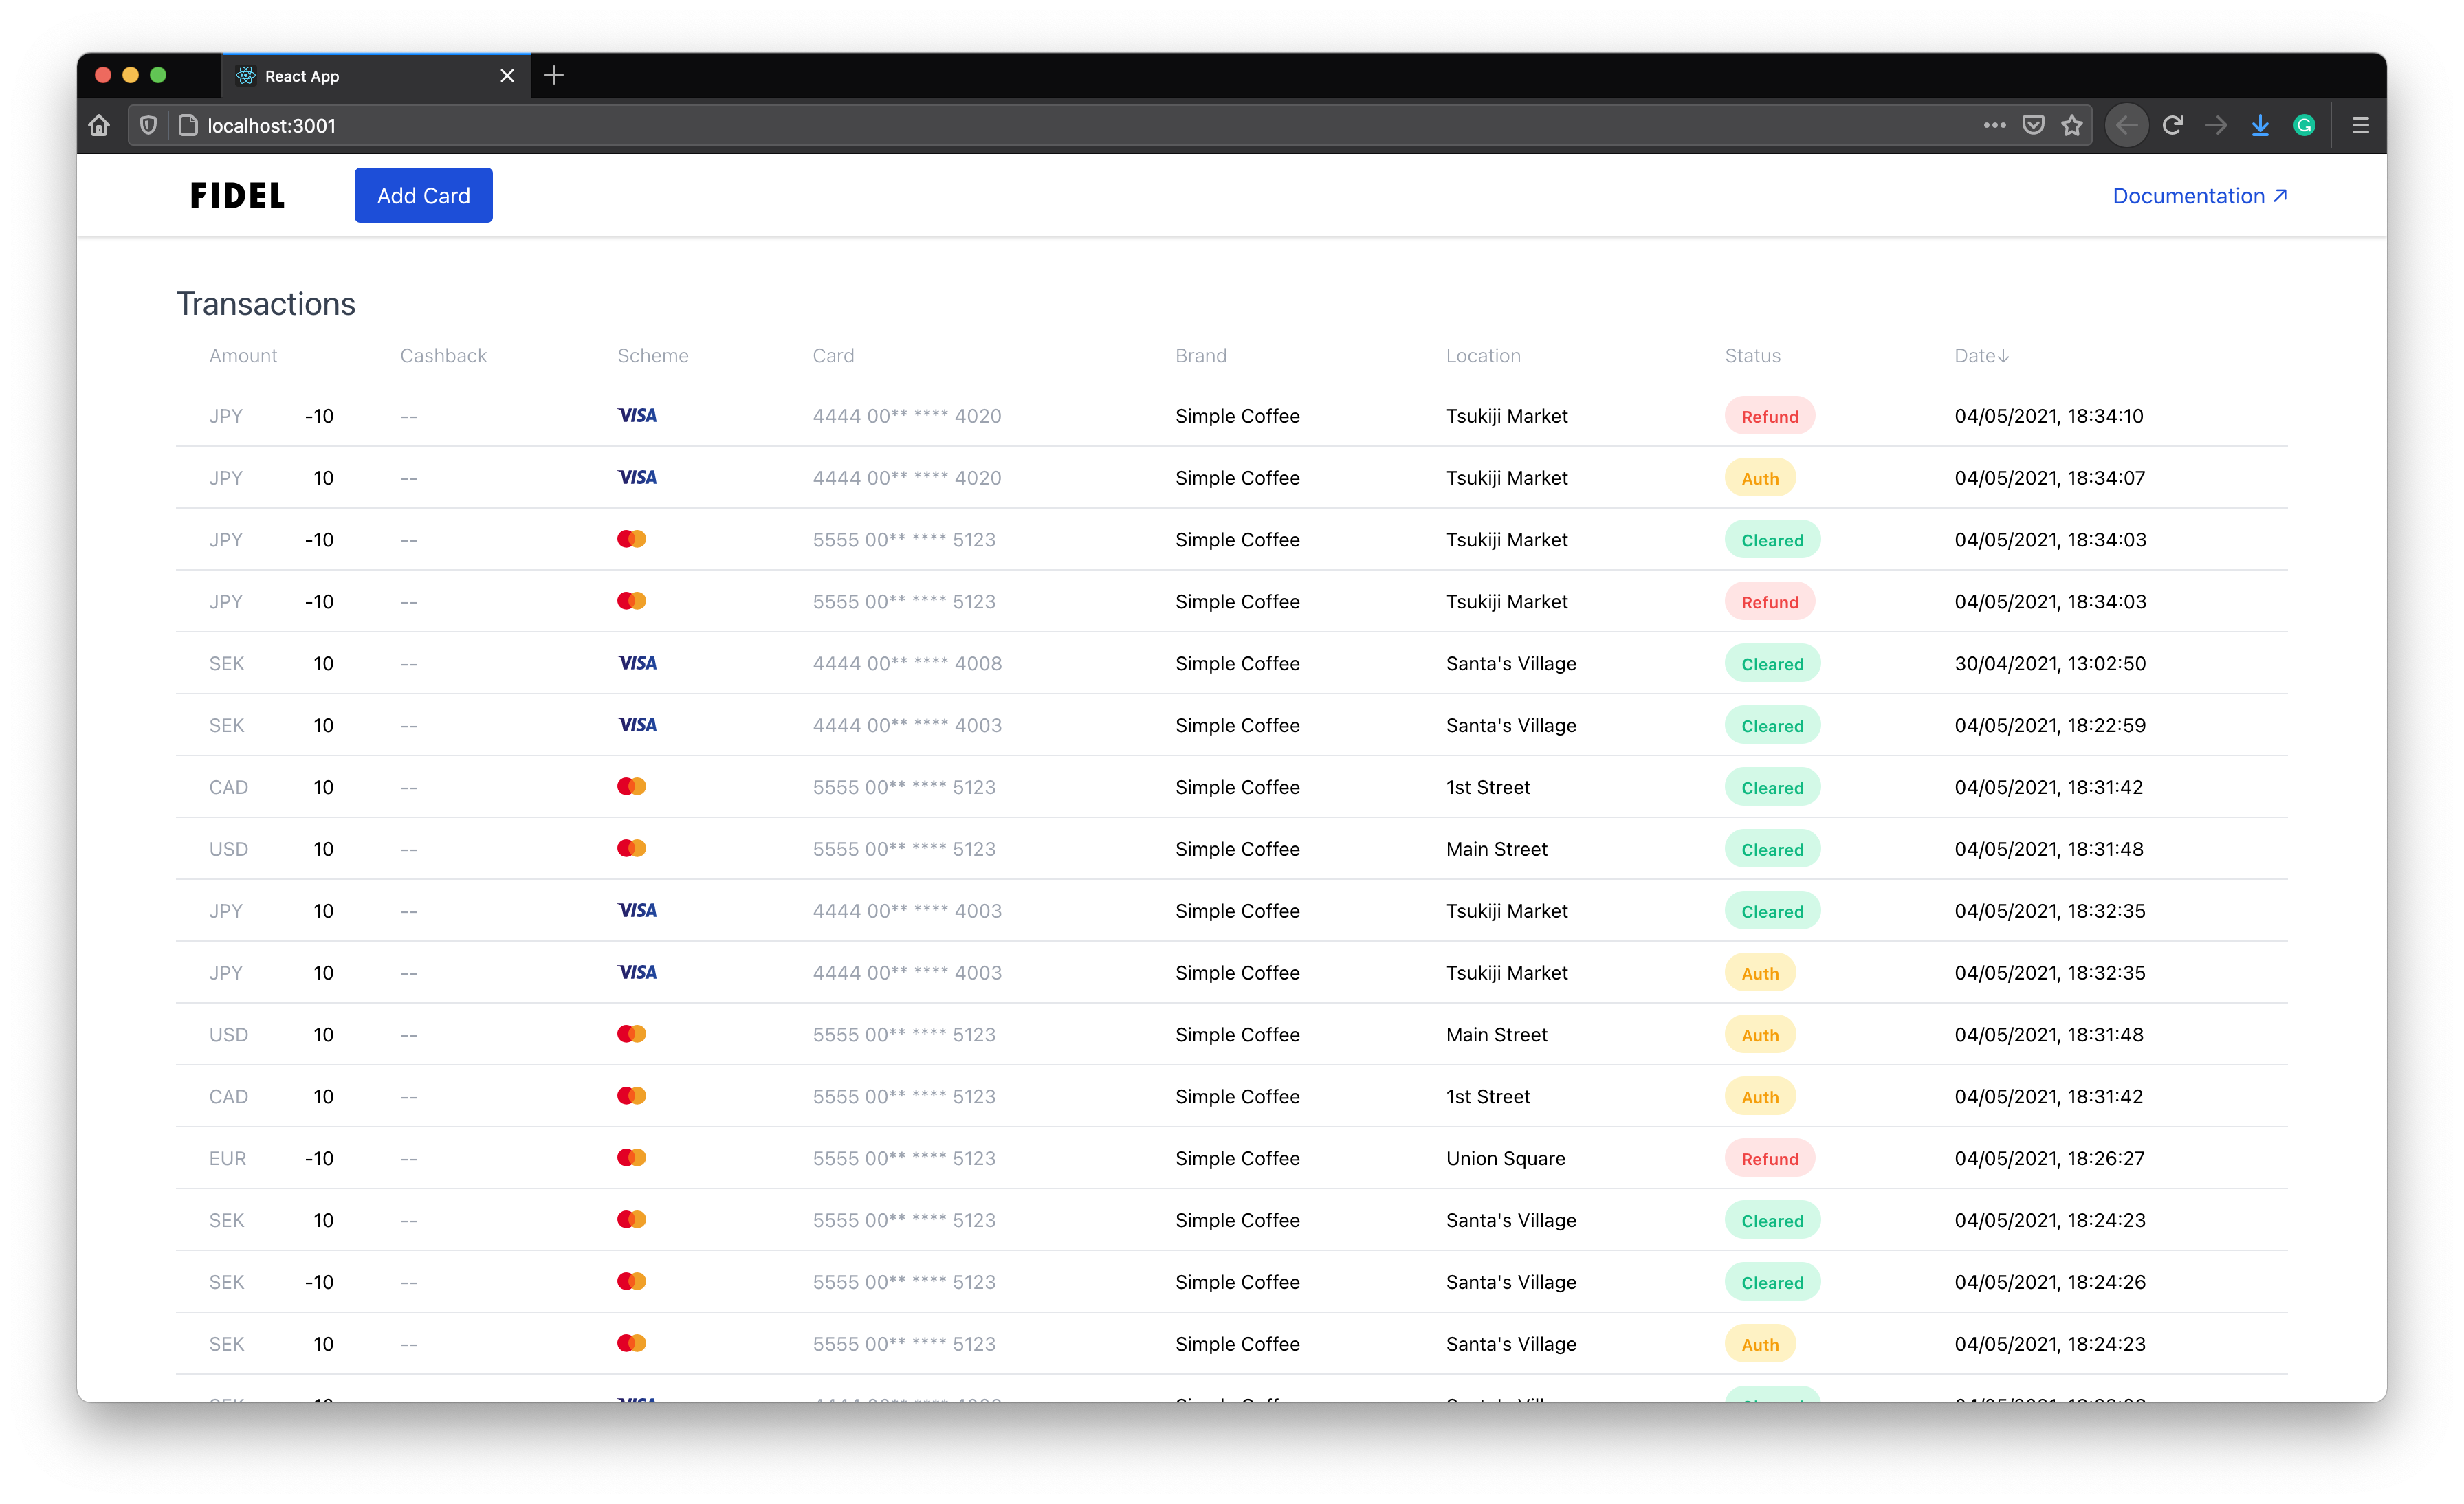 React App
localhost:3001
FIDEL Add Card Documentation ↗
Transactions
Amount Cashback Scheme Card Brand Location Status Date↓
JPY -10 -- VISA 4444 00** **** 4020 Simple Coffee Tsukiji Market Refund 04/05/2021, 18:34:10
JPY 10 -- VISA 4444 00** **** 4020 Simple Coffee Tsukiji Market Auth 04/05/2021, 18:34:07
JPY -10 -- 5555 00** **** 5123 Simple Coffee Tsukiji Market Cleared 04/05/2021, 18:34:03
JPY -10 -- 5555 00** **** 5123 Simple Coffee Tsukiji Market Refund 04/05/2021, 18:34:03
SEK 10 -- VISA 4444 00** **** 4008 Simple Coffee Santa's Village Cleared 30/04/2021, 13:02:50
SEK 10 -- VISA 4444 00** **** 4003 Simple Coffee Santa's Village Cleared 04/05/2021, 18:22:59
CAD 10 -- 5555 00** **** 5123 Simple Coffee 1st Street Cleared 04/05/2021, 18:31:42
USD 10 -- 5555 00** **** 5123 Simple Coffee Main Street Cleared 04/05/2021, 18:31:48
JPY 10 -- VISA 4444 00** **** 4003 Simple Coffee Tsukiji Market Cleared 04/05/2021, 18:32:35
JPY 10 -- VISA 4444 00** **** 4003 Simple Coffee Tsukiji Market Auth 04/05/2021, 18:32:35
USD 10 -- 5555 00** **** 5123 Simple Coffee Main Street Auth 04/05/2021, 18:31:48
CAD 10 -- 5555 00** **** 5123 Simple Coffee 1st Street Auth 04/05/2021, 18:31:42
EUR -10 -- 5555 00** **** 5123 Simple Coffee Union Square Refund 04/05/2021, 18:26:27
SEK 10 -- 5555 00** **** 5123 Simple Coffee Santa's Village Cleared 04/05/2021, 18:24:23
SEK -10 -- 5555 00** **** 5123 Simple Coffee Santa's Village Cleared 04/05/2021, 18:24:26
SEK 10 -- 5555 00** **** 5123 Simple Coffee Santa's Village Auth 04/05/2021, 18:24:23